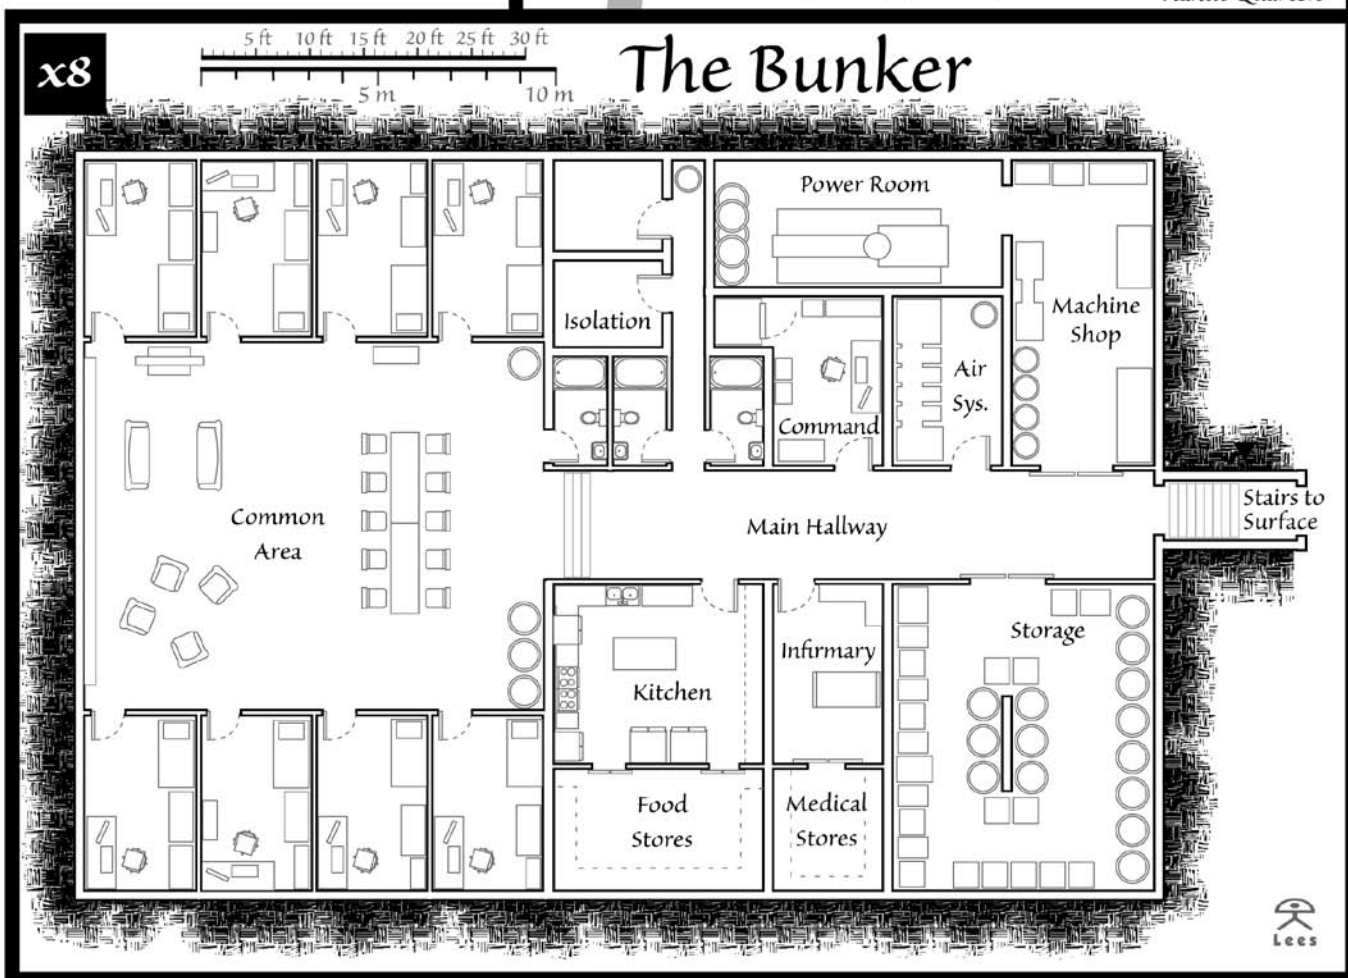 x8
5 ft 10 ft 15 ft 20 ft 25 ft 30 ft
5 m 10 m
The Bunker
Power Room
Isolation
Machine
Shop
Air
Sys.
Command
Common
Area
Main Hallway
Stairs to
Surface
Kitchen
Infirmary
Storage
Food
Stores
Medical
Stores
Lees